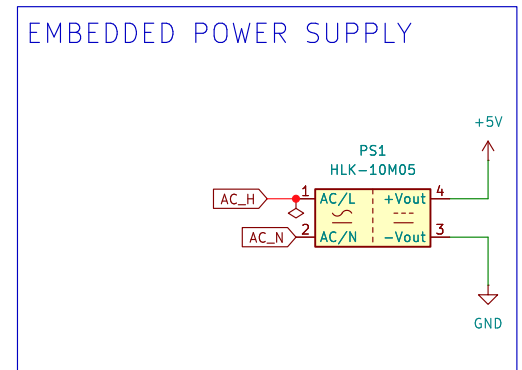 EMBEDDED POWER SUPPLY
+5V
PS1
HLK-10M05
AC_H 1 AC/L +Vout 4
AC_N 2 AC/N -Vout 3
GND